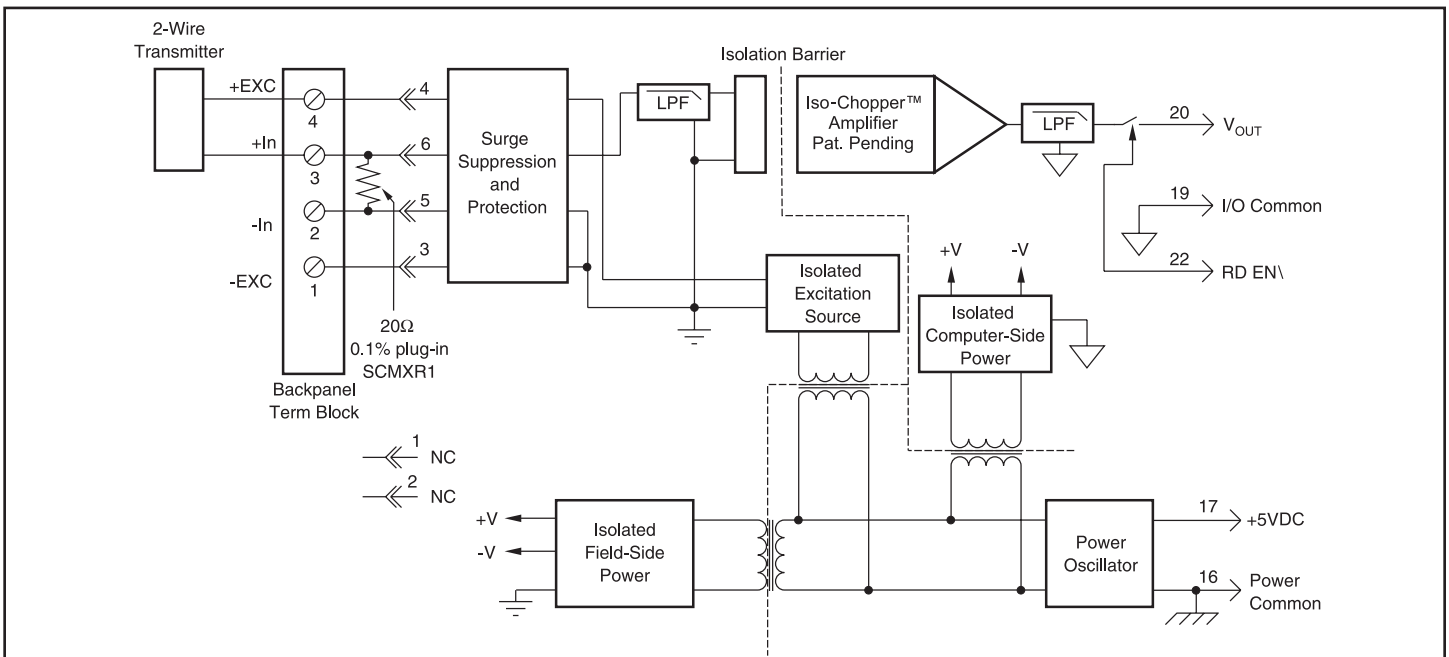 2-Wire
Transmitter
+EXC
4
4
+In
3
6
-In
2
5
-EXC
1
3
20Ω
0.1% plug-in
SCMXR1
Backpanel
Term Block
Surge
Suppression
and
Protection
LPF
Isolation Barrier
Iso-Chopper™
Amplifier
Pat. Pending
LPF
20
VOUT
19
I/O Common
22
RD EN\
Isolated
Excitation
Source
+V
-V
Isolated
Computer-Side
Power
1
NC
2
NC
+V
-V
Isolated
Field-Side
Power
Power
Oscillator
17
+5VDC
16
Power
Common